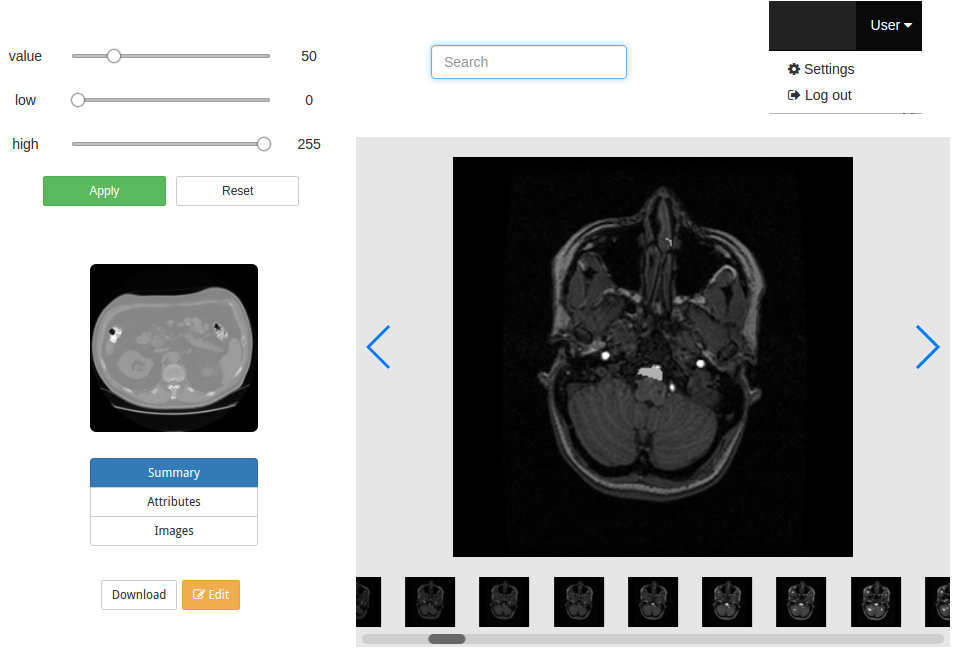 value 50
low 0
high 255
Apply Reset
Search
User
Settings
Log out
Summary
Attributes
Images
Download Edit